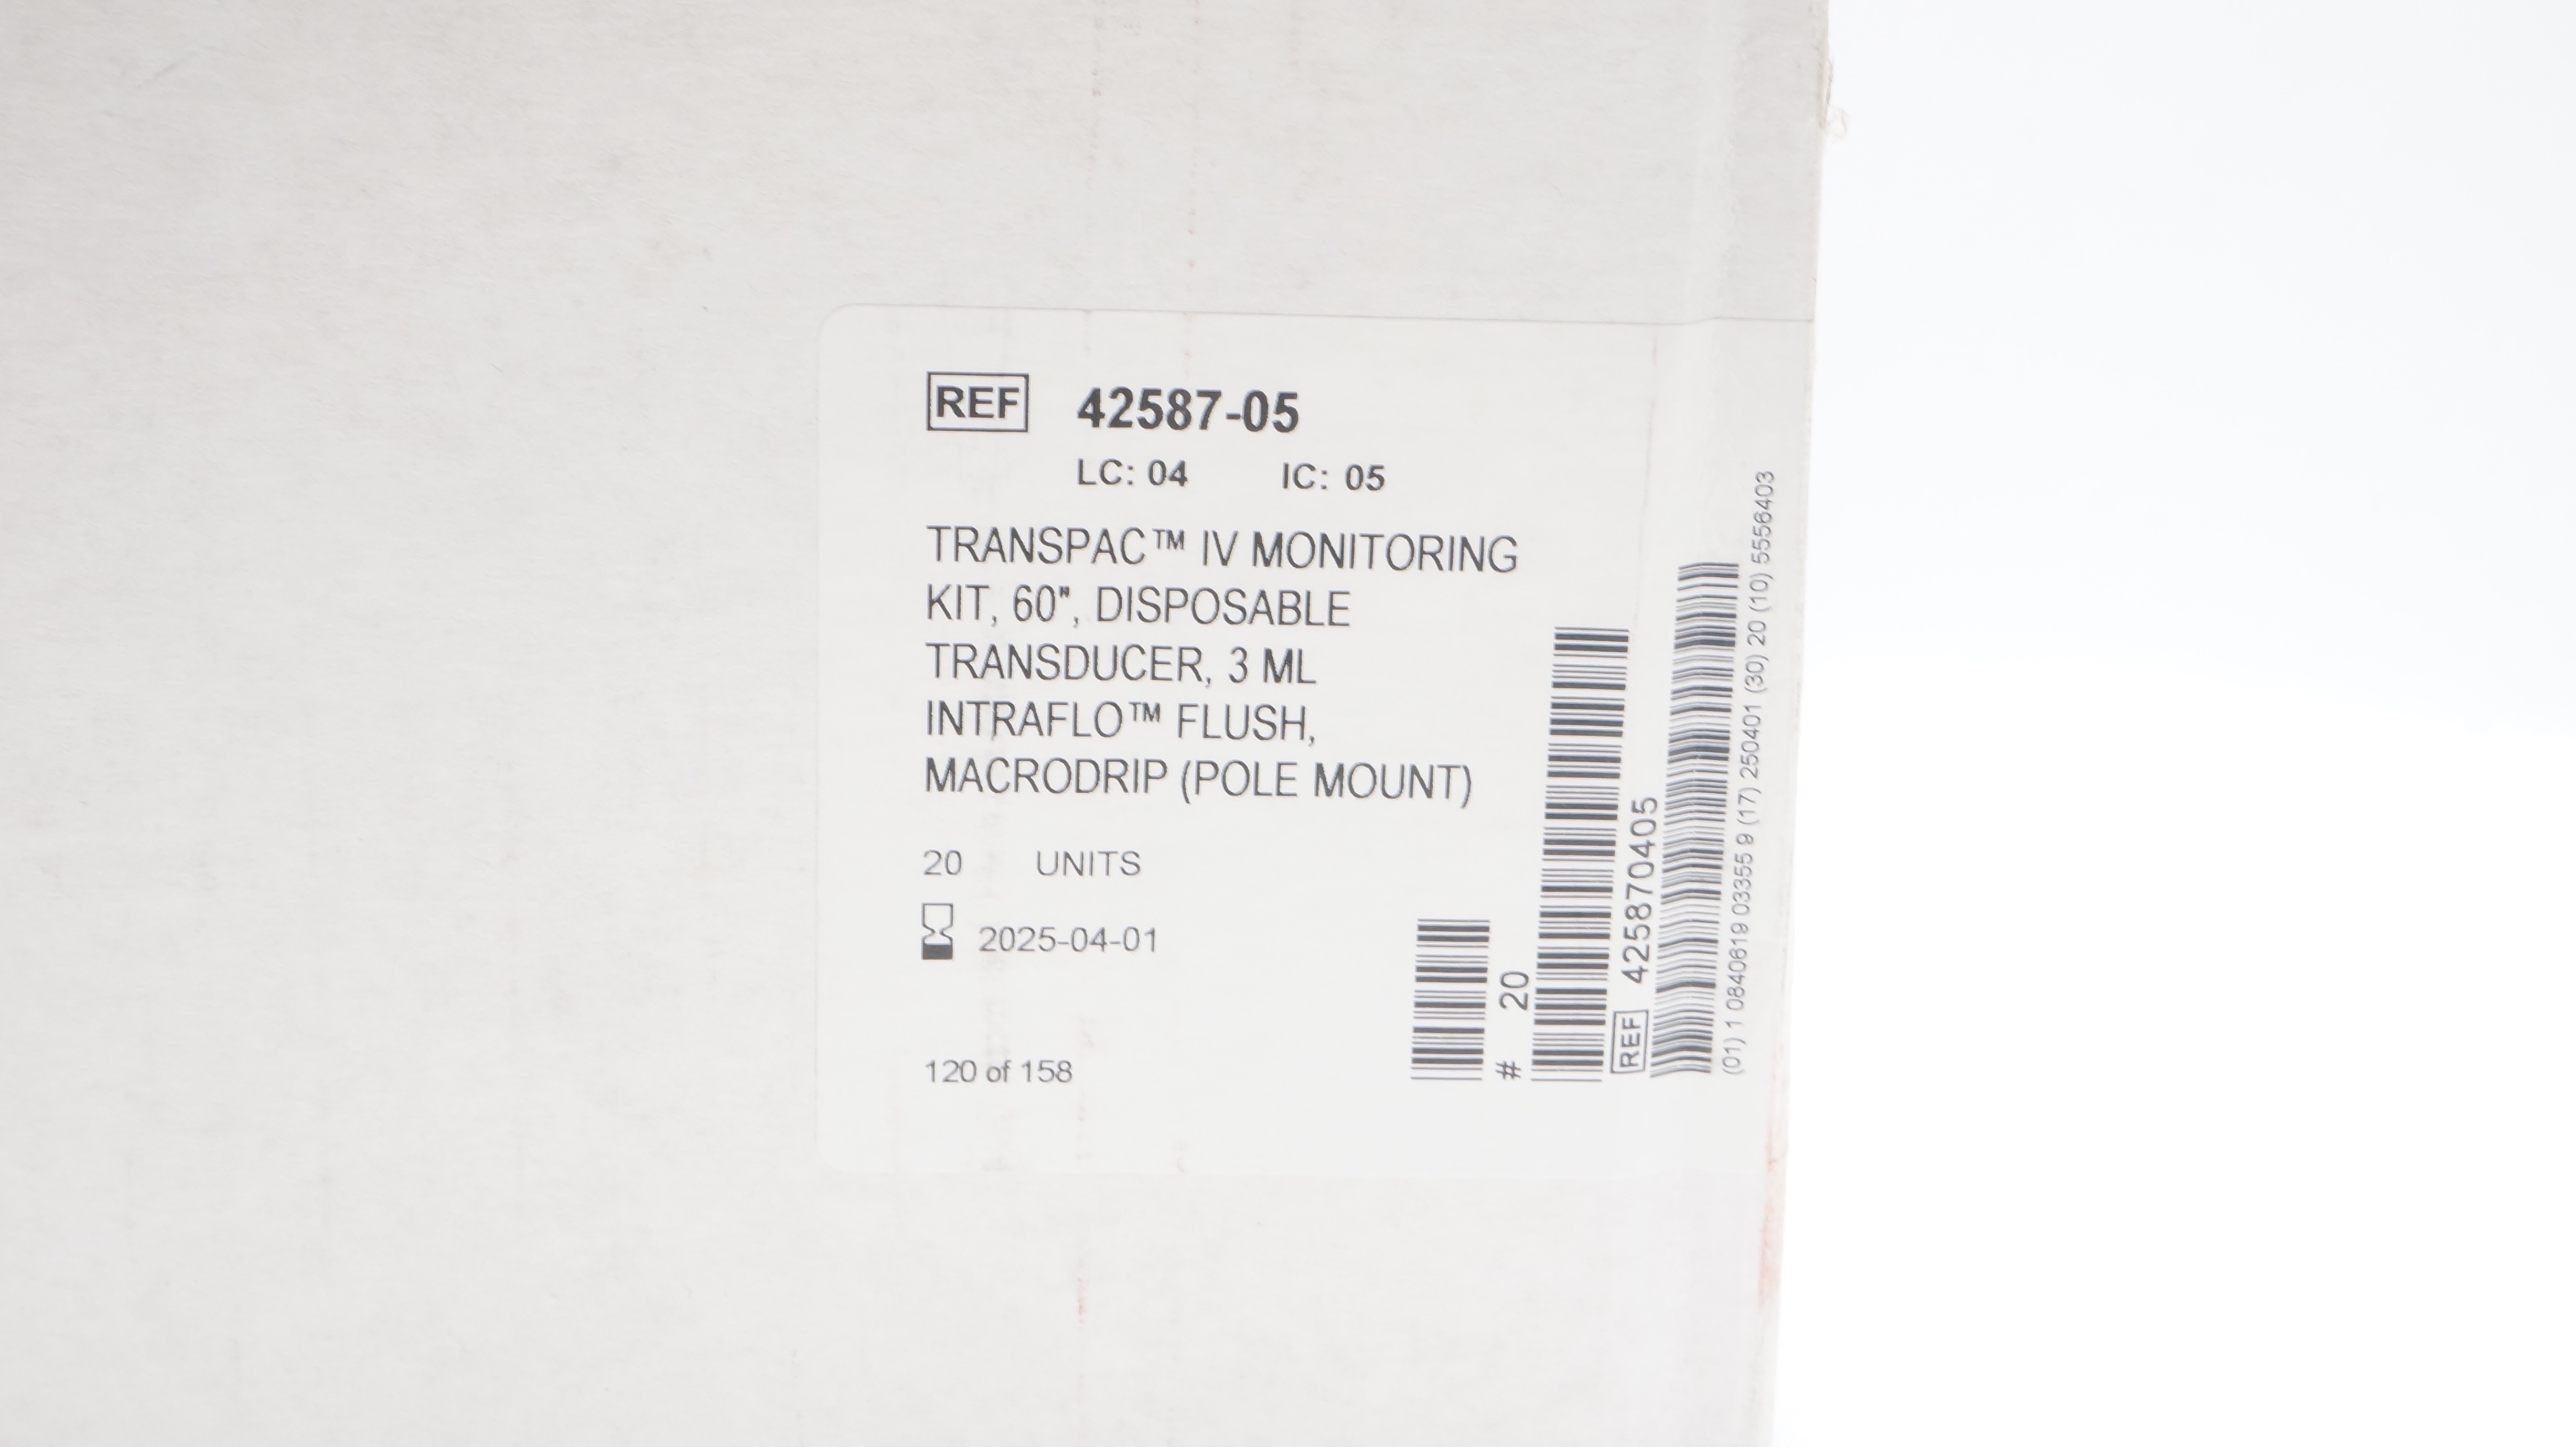 REF 42587-05
LC: 04 IC: 05
TRANSPAC™ IV MONITORING
KIT, 60", DISPOSABLE
TRANSDUCER, 3 ML
INTRAFLO™ FLUSH,
MACRODRIP (POLE MOUNT)
20 UNITS
2025-04-01
120 of 158
# 20
REF 425870405
(01) 1 0840619 03355 9 (17) 250401 (30) 20 (10) 5556403